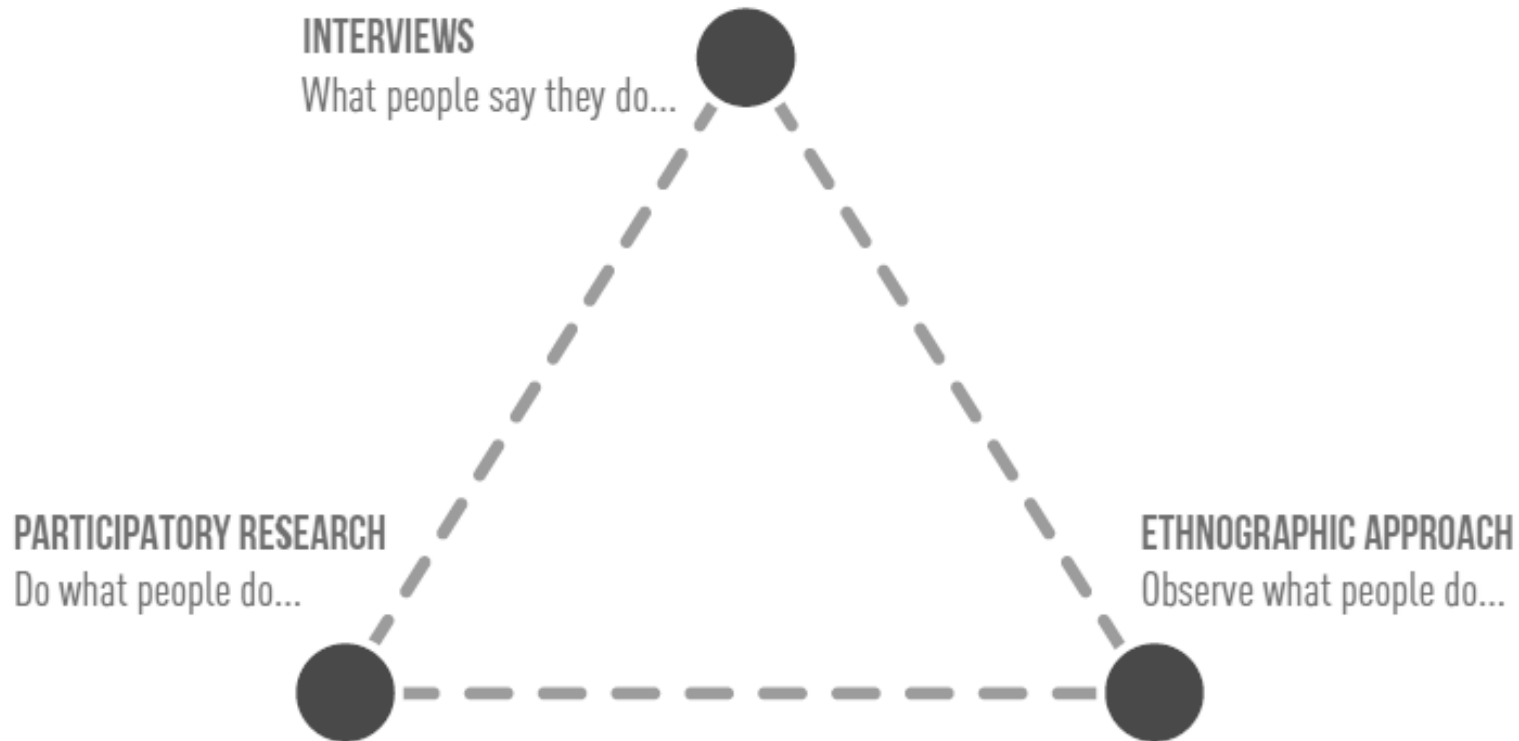 INTERVIEWS
What people say they do...
PARTICIPATORY RESEARCH
Do what people do...
ETHNOGRAPHIC APPROACH
Observe what people do...